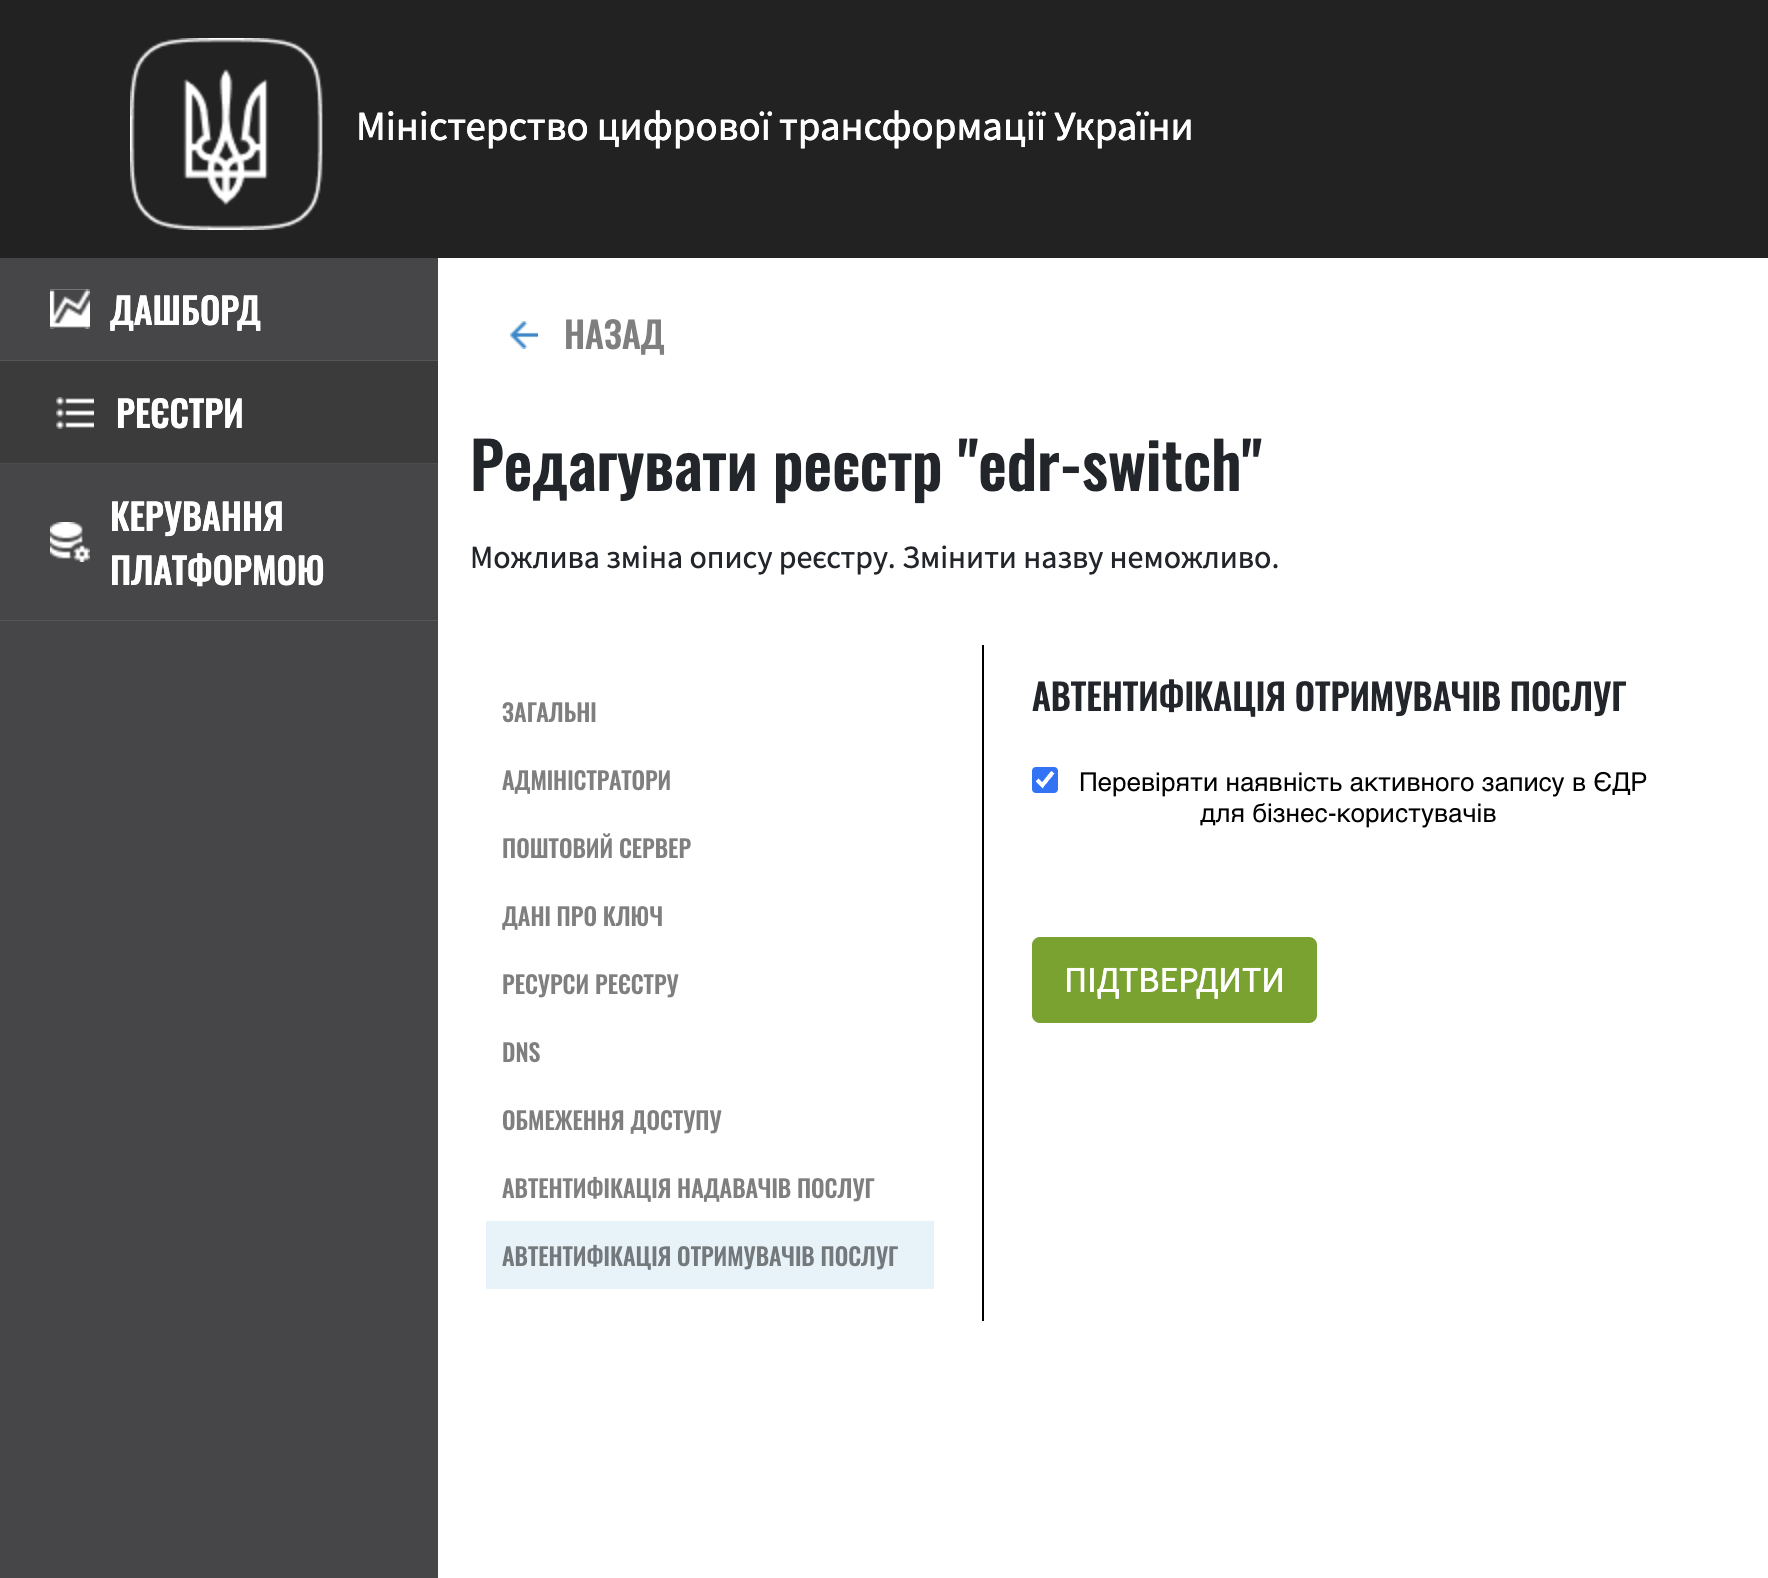 Міністерство цифрової трансформації України
ДАШБОРД
РЕЄСТРИ
КЕРУВАННЯ
ПЛАТФОРМОЮ
НАЗАД
Редагувати реєстр "edr-switch"
Можлива зміна опису реєстру. Змінити назву неможливо.
ЗАГАЛЬНІ
АДМІНІСТРАТОРИ
ПОШТОВИЙ СЕРВЕР
ДАНІ ПРО КЛЮЧ
РЕСУРСИ РЕЄСТРУ
DNS
ОБМЕЖЕННЯ ДОСТУПУ
АВТЕНТИФІКАЦІЯ НАДАВАЧІВ ПОСЛУГ
АВТЕНТИФІКАЦІЯ ОТРИМУВАЧІВ ПОСЛУГ
АВТЕНТИФІКАЦІЯ ОТРИМУВАЧІВ ПОСЛУГ
Перевіряти наявність активного запису в ЄДР
для бізнес-користувачів
ПІДТВЕРДИТИ